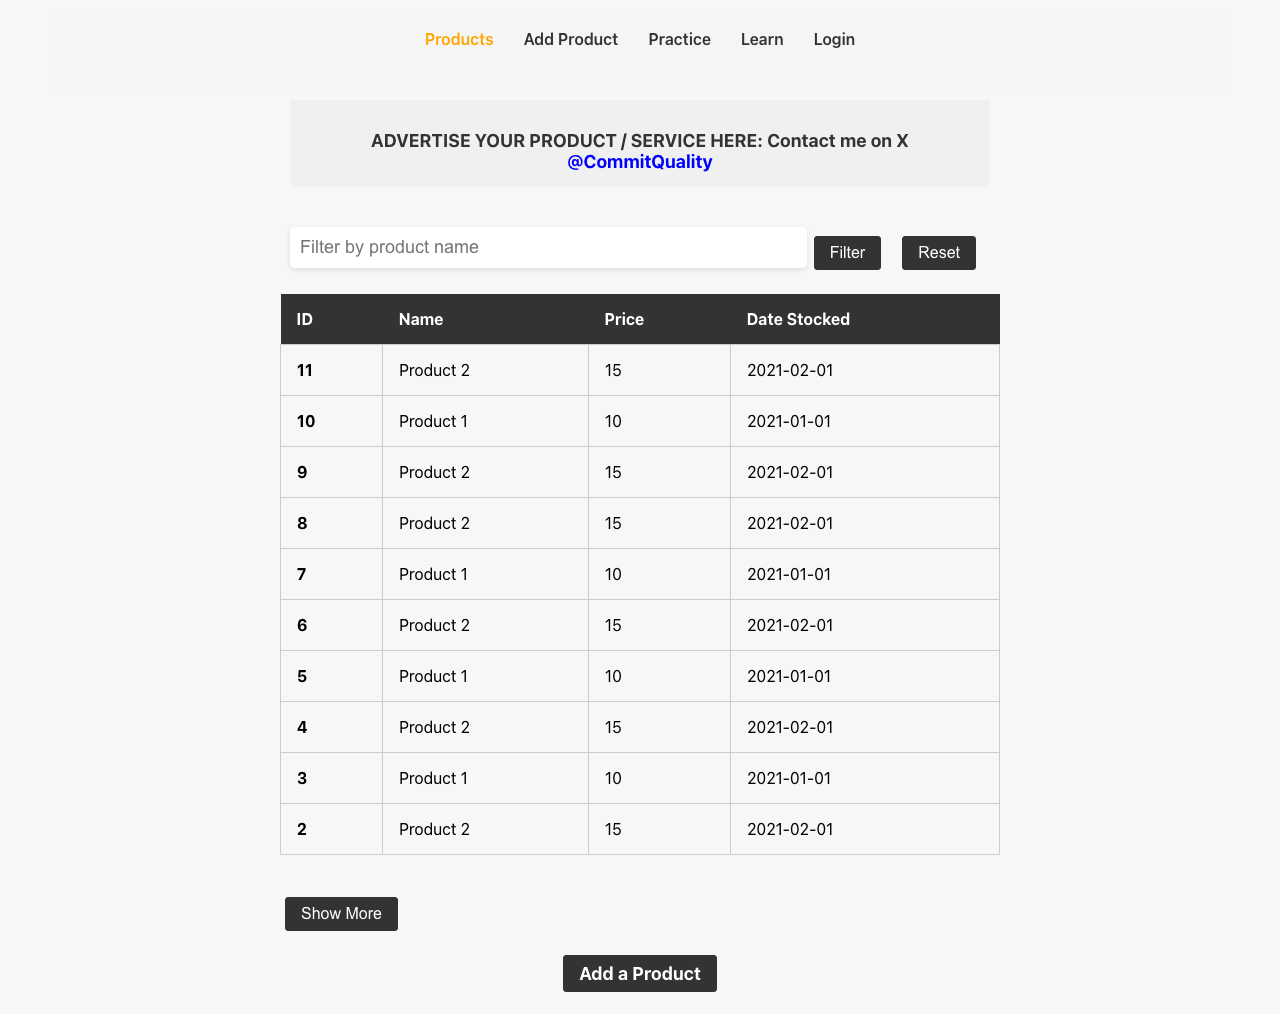 Products Add Product Practice Learn Login
ADVERTISE YOUR PRODUCT / SERVICE HERE: Contact me on X
@CommitQuality
Filter by product name Filter Reset
ID Name Price Date Stocked
11 Product 2 15 2021-02-01
10 Product 1 10 2021-01-01
9 Product 2 15 2021-02-01
8 Product 2 15 2021-02-01
7 Product 1 10 2021-01-01
6 Product 2 15 2021-02-01
5 Product 1 10 2021-01-01
4 Product 2 15 2021-02-01
3 Product 1 10 2021-01-01
2 Product 2 15 2021-02-01
Show More
Add a Product